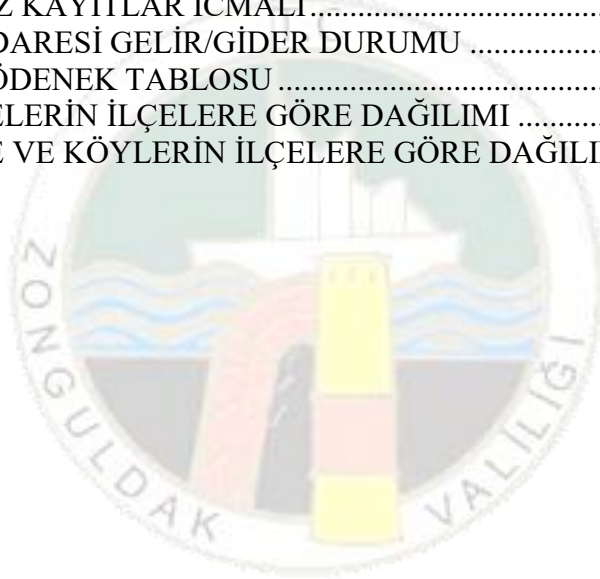 Z KAYITLAR İCMALİ ....................................
DARESİ GELİR/GİDER DURUMU .................
ÖDENEK TABLOSU .........................................
ELERİN İLÇELERE GÖRE DAĞILIMI ...........
E VE KÖYLERİN İLÇELERE GÖRE DAĞILI
ZONGULDAK VALİLİĞİ